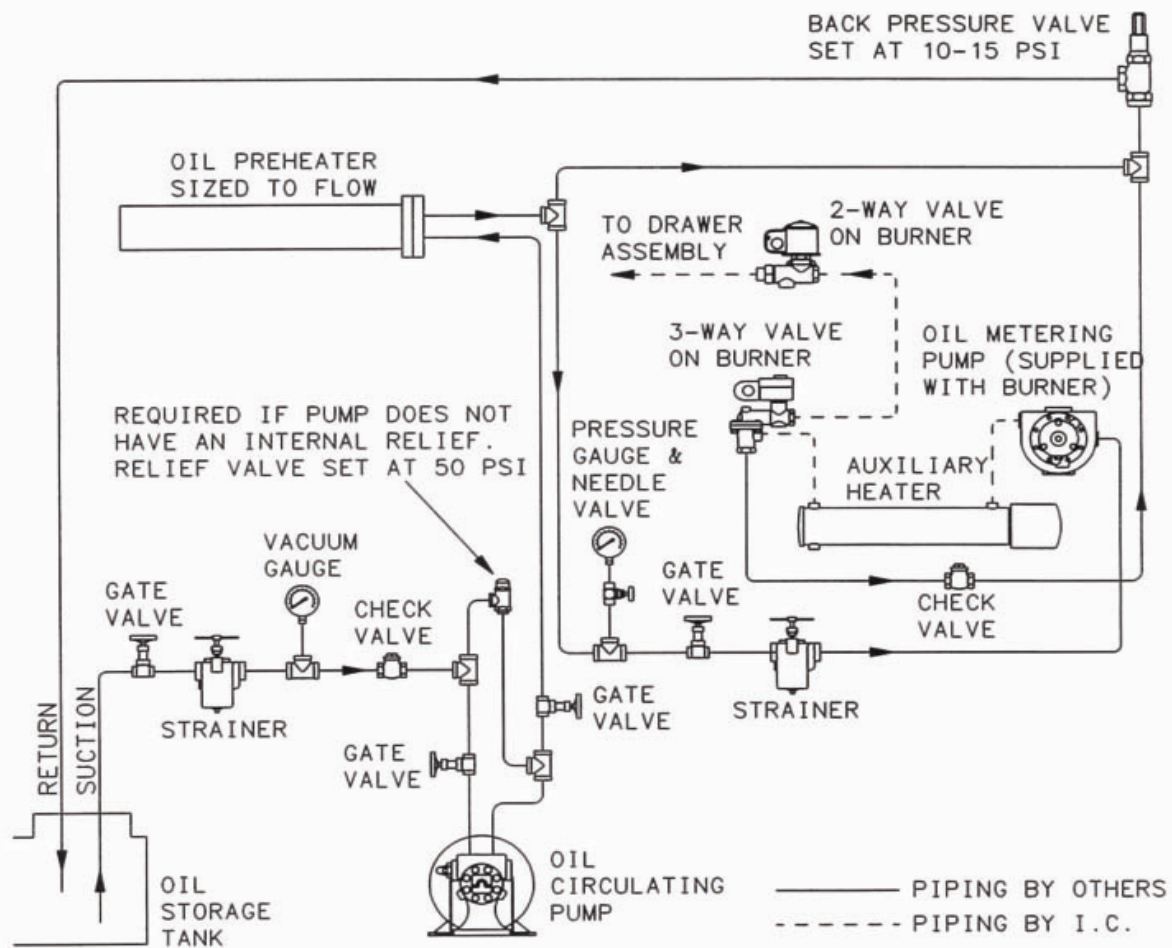 BACK PRESSURE VALVE
SET AT 10-15 PSI
OIL PREHEATER
SIZED TO FLOW
TO DRAWER
ASSEMBLY
2-WAY VALVE
ON BURNER
3-WAY VALVE
ON BURNER
OIL METERING
PUMP (SUPPLIED
WITH BURNER)
REQUIRED IF PUMP DOES NOT
HAVE AN INTERNAL RELIEF.
RELIEF VALVE SET AT 50 PSI
PRESSURE
GAUGE &
NEEDLE
VALVE
AUXILIARY
HEATER
VACUUM
GAUGE
GATE
VALVE
CHECK
VALVE
GATE
VALVE
CHECK
VALVE
STRAINER
GATE
VALVE
STRAINER
GATE
VALVE
RETURN
SUCTION
OIL
STORAGE
TANK
OIL
CIRCULATING
PUMP
PIPING BY OTHERS
PIPING BY I.C.